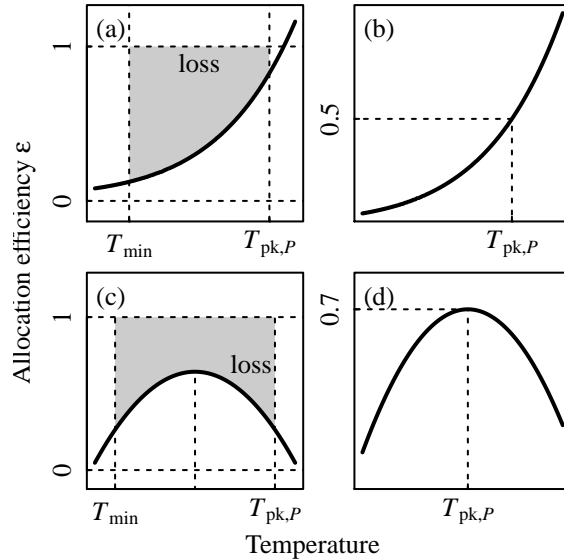 (a)
1
loss
0
T_min
T_pk,P
(b)
0.5
T_pk,P
Allocation efficiency ε
(c)
1
loss
0
T_min
T_pk,P
(d)
0.7
T_pk,P
Temperature